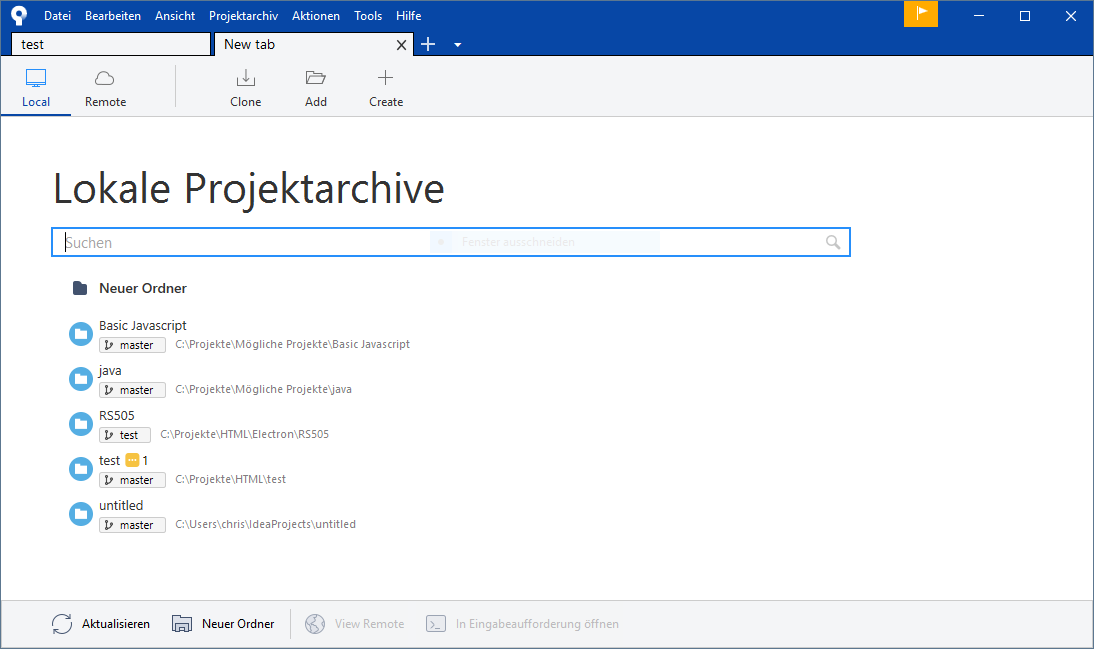 Datei Bearbeiten Ansicht Projektarchiv Aktionen Tools Hilfe
test New tab
Local Remote Clone Add Create
Lokale Projektarchive
Suchen Fenster ausschneiden
Neuer Ordner
Basic Javascript
master C:\Projekte\Mögliche Projekte\Basic Javascript
java
master C:\Projekte\Mögliche Projekte\java
RS505
test C:\Projekte\HTML\Electron\RS505
test 1
master C:\Projekte\HTML\test
untitled
master C:\Users\chris\IdeaProjects\untitled
Aktualisieren Neuer Ordner View Remote In Eingabeaufforderung öffnen